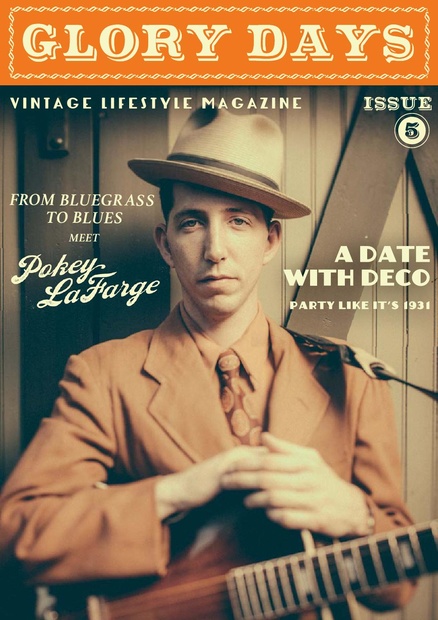 GLORY DAYS
VINTAGE LIFESTYLE MAGAZINE
ISSUE
5
FROM BLUEGRASS
TO BLUES
MEET
Pokey
LaFarge
A DATE
WITH DECO
PARTY LIKE IT'S 1931